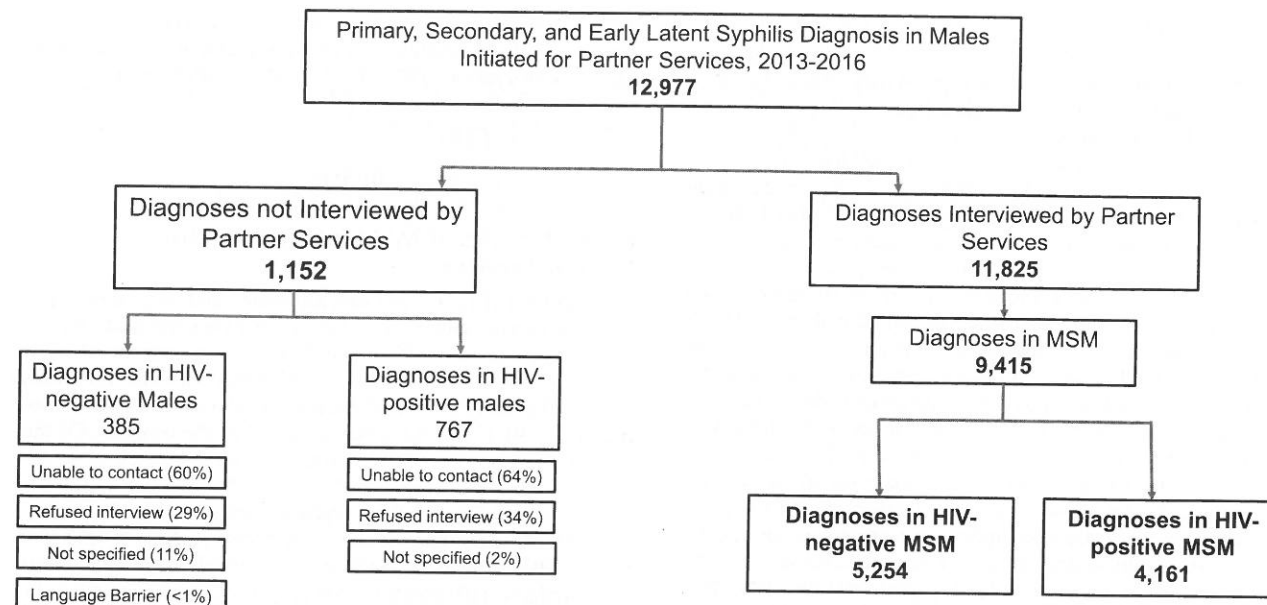 Primary, Secondary, and Early Latent Syphilis Diagnosis in Males
Initiated for Partner Services, 2013-2016
12,977
Diagnoses not Interviewed by
Partner Services
1,152
Diagnoses Interviewed by Partner
Services
11,825
Diagnoses in HIV-
negative Males
385
Unable to contact (60%)
Refused interview (29%)
Not specified (11%)
Language Barrier (<1%)
Diagnoses in HIV-
positive males
767
Unable to contact (64%)
Refused interview (34%)
Not specified (2%)
Diagnoses in MSM
9,415
Diagnoses in HIV-
negative MSM
5,254
Diagnoses in HIV-
positive MSM
4,161